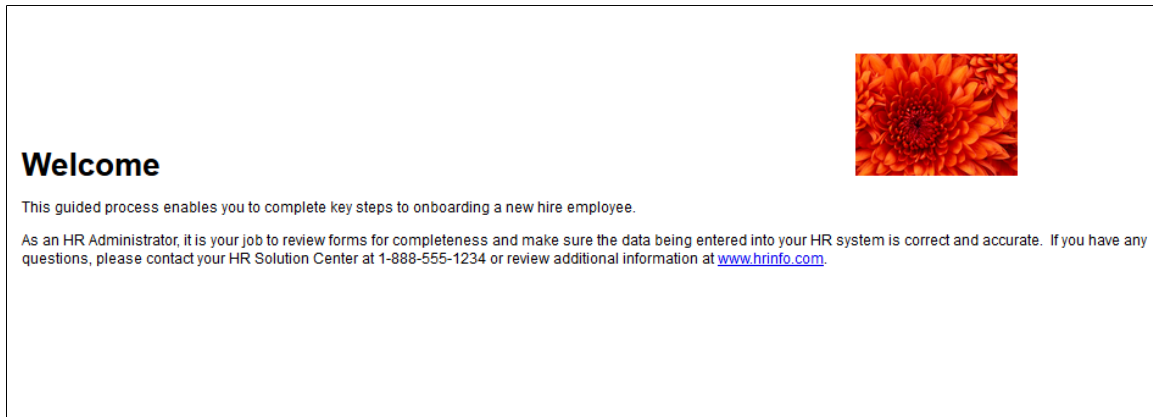 Welcome
This guided process enables you to complete key steps to onboarding a new hire employee.
As an HR Administrator, it is your job to review forms for completeness and make sure the data being entered into your HR system is correct and accurate.  If you have any
questions, please contact your HR Solution Center at 1-888-555-1234 or review additional information at www.hrinfo.com.